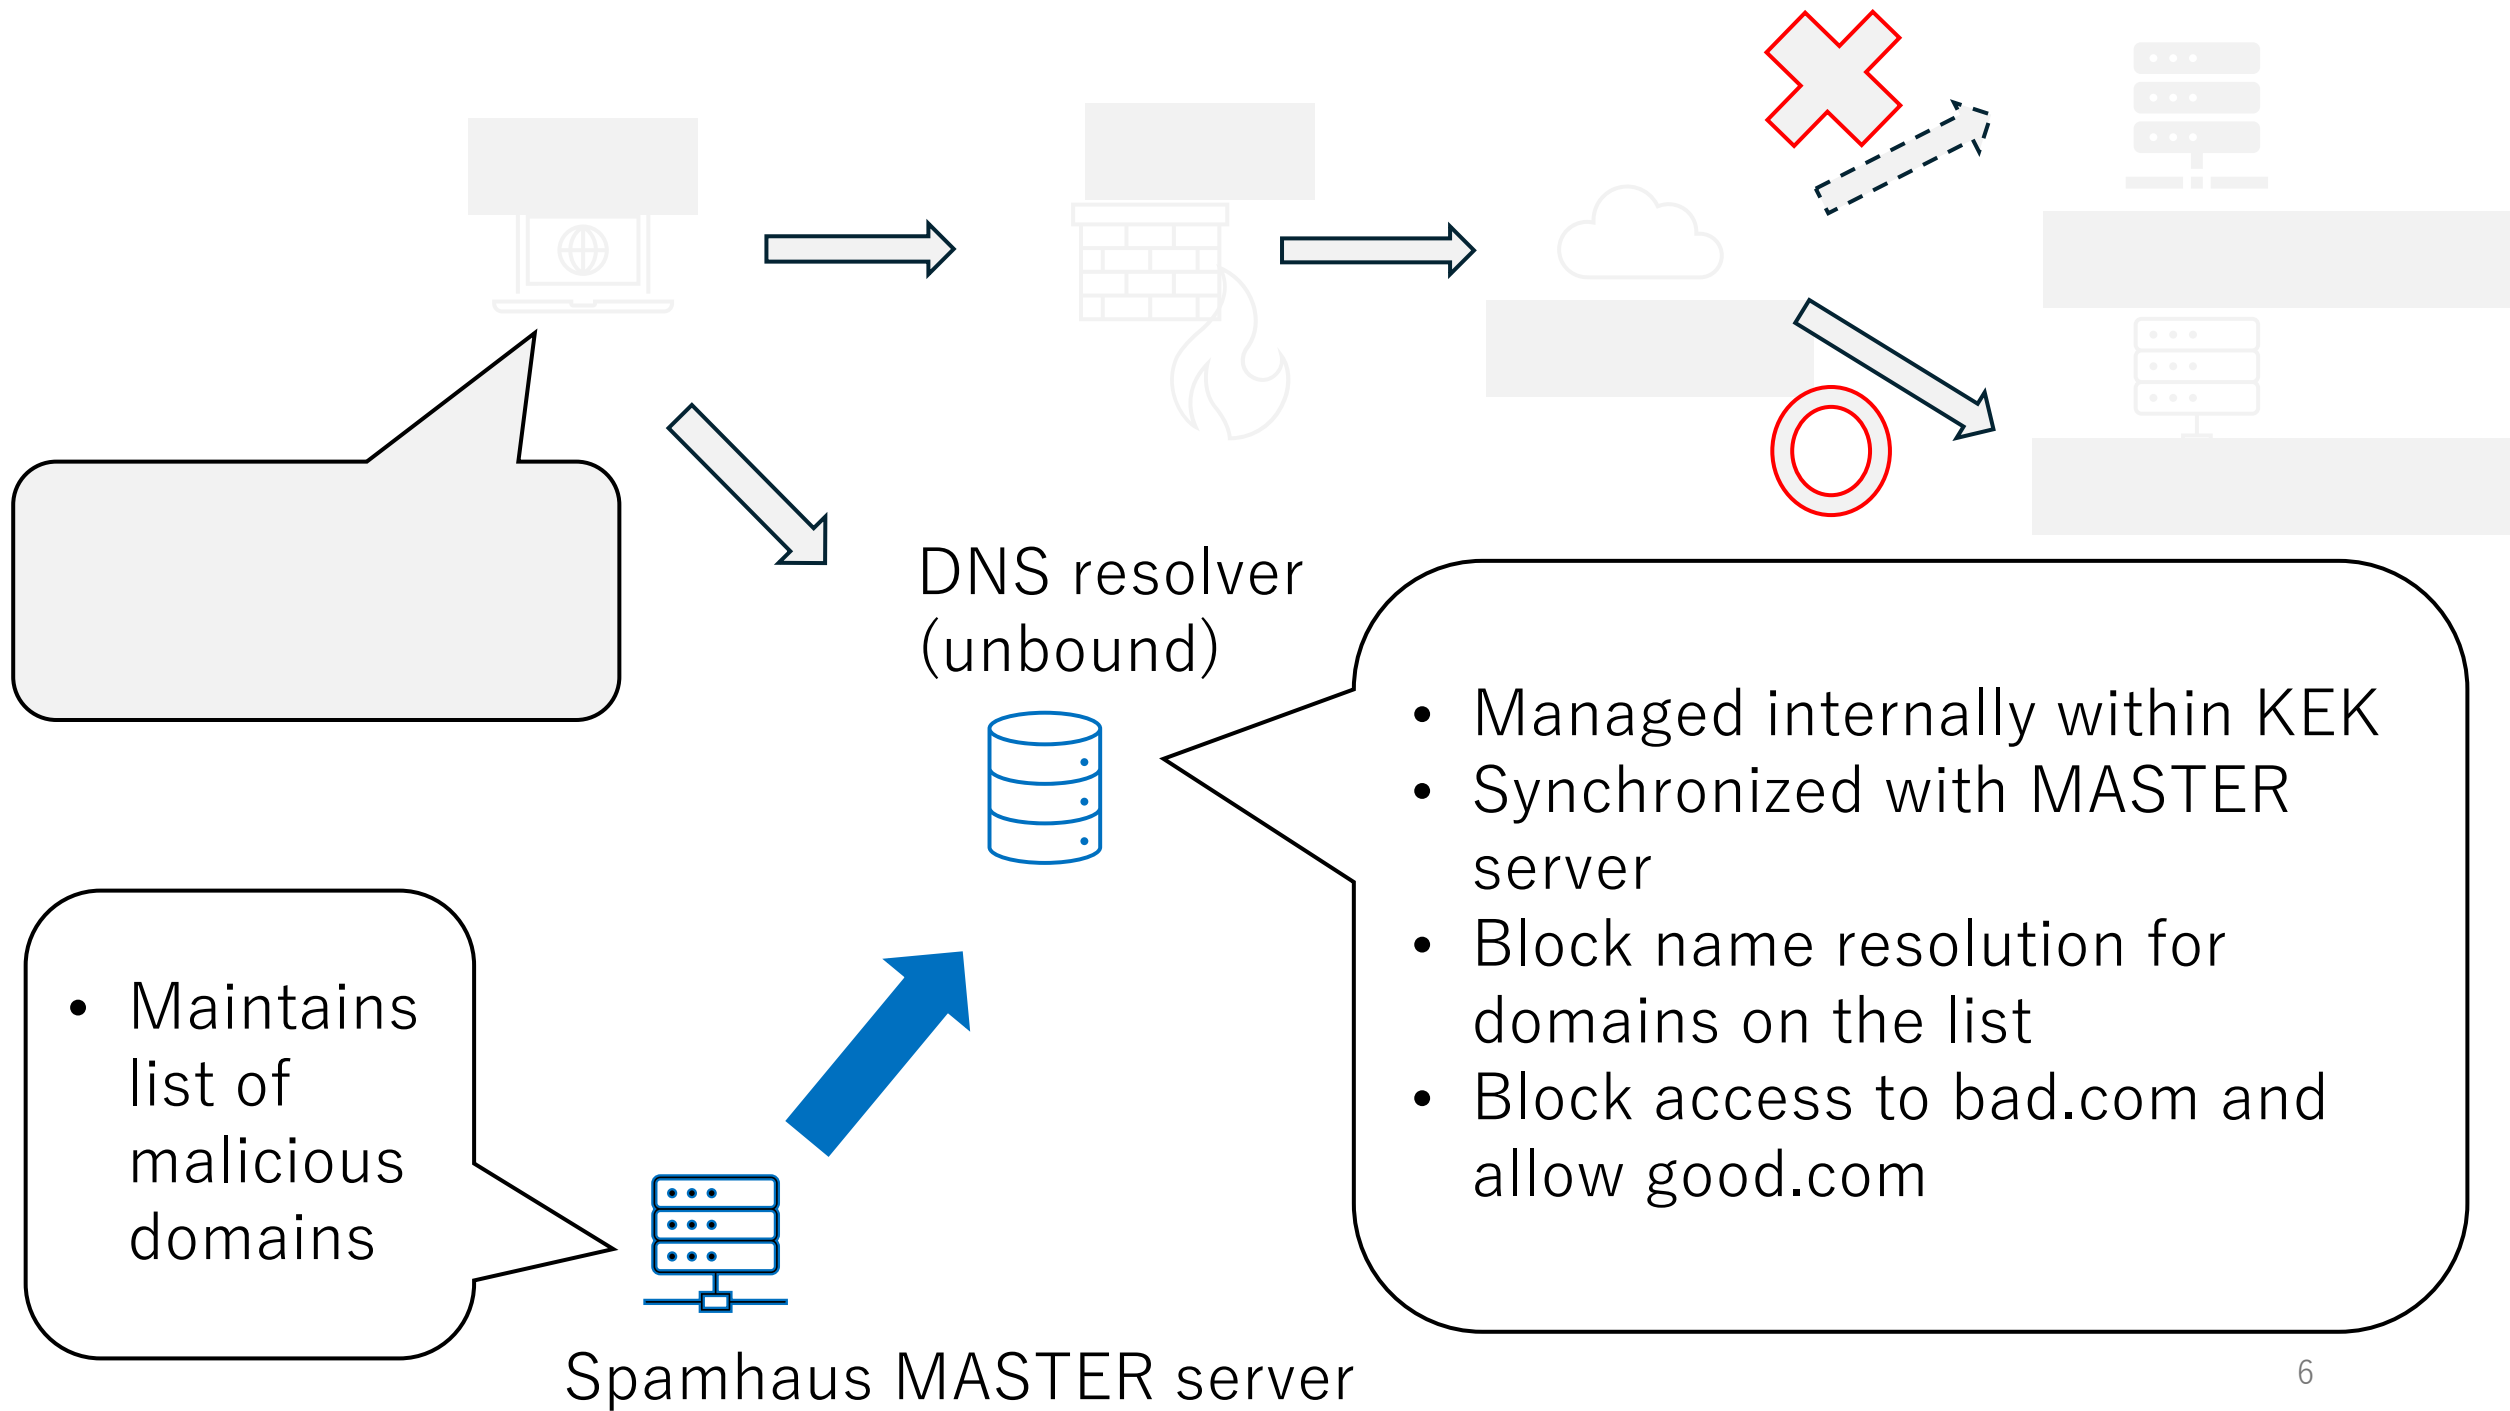 DNS resolver
(unbound)
• Managed internally within KEK
• Synchronized with MASTER
server
• Block name resolution for
domains on the list
• Block access to bad.com and
allow good.com
• Maintains
list of
malicious
domains
Spamhaus MASTER server
6